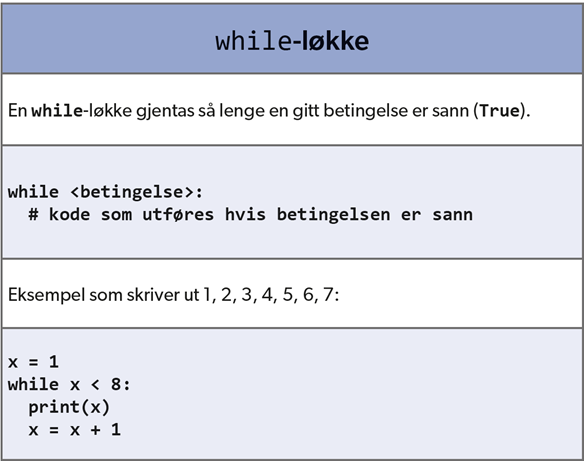 while-løkke
En while-løkke gjentas så lenge en gitt betingelse er sann (True).
while <betingelse>:
  # kode som utføres hvis betingelsen er sann
Eksempel som skriver ut 1, 2, 3, 4, 5, 6, 7:
x = 1
while x < 8:
  print(x)
  x = x + 1